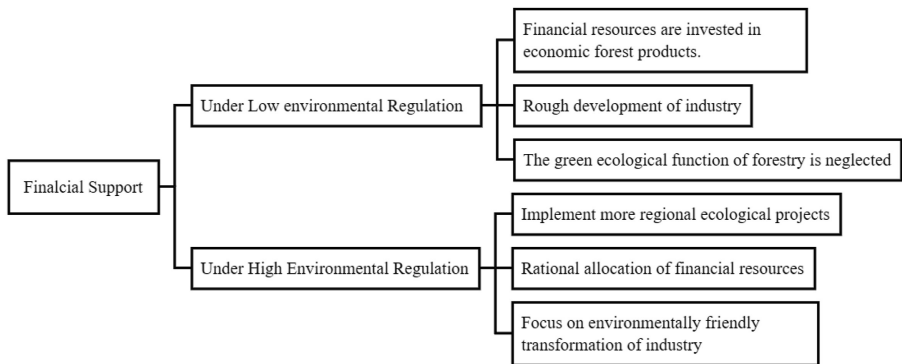 Financial resources are invested in
economic forest products.
Under Low environmental Regulation
Rough development of industry
The green ecological function of forestry is neglected
Finalcial Support
Implement more regional ecological projects
Under High Environmental Regulation
Rational allocation of financial resources
Focus on environmentally friendly
transformation of industry